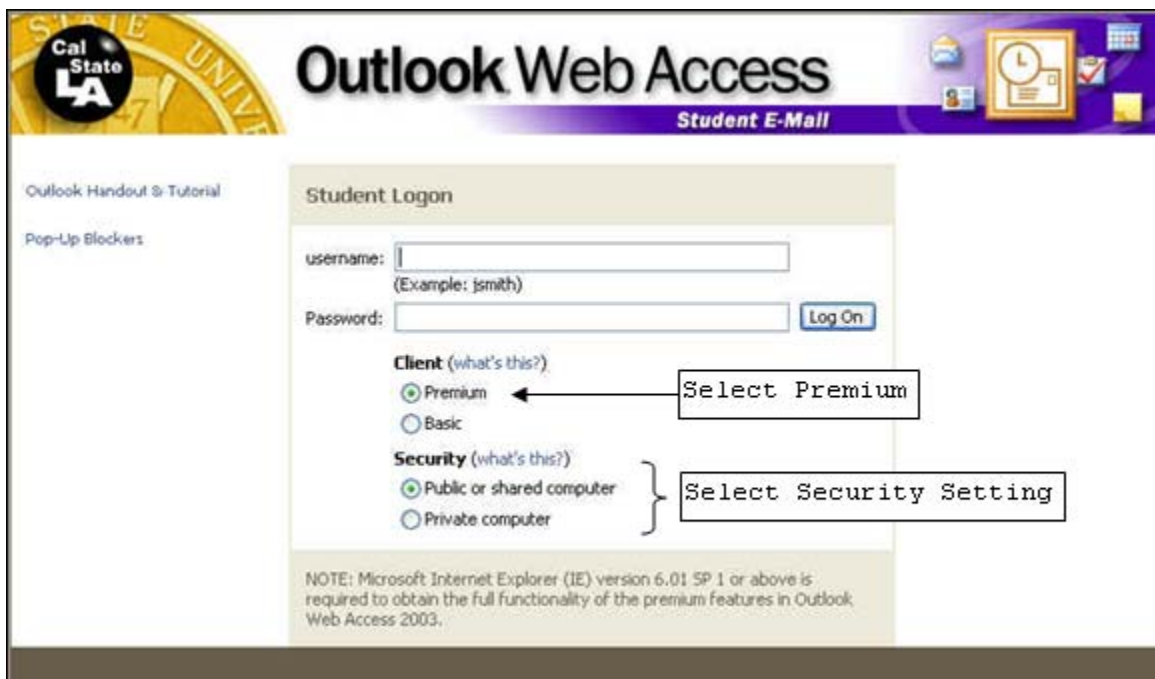 STATE UNIVE
Cal
State
LA
47
Outlook Web Access
Student E-Mail
Outlook Handout & Tutorial
Pop-Up Blockers
Student Logon
username:
(Example: jsmith)
Password:
Log On
Client (what's this?)
Premium
Select Premium
Basic
Security (what's this?)
Public or shared computer
Select Security Setting
Private computer
NOTE: Microsoft Internet Explorer (IE) version 6.01 SP 1 or above is
required to obtain the full functionality of the premium features in Outlook
Web Access 2003.